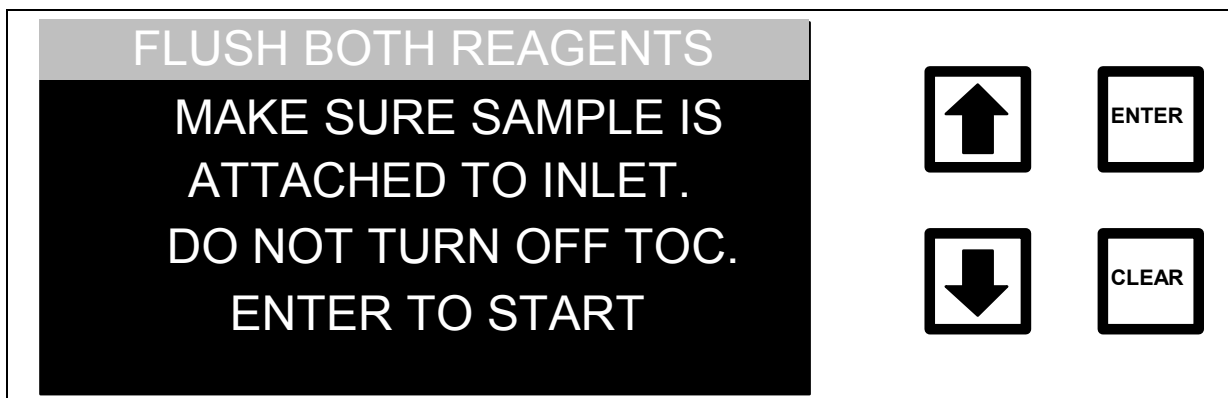 FLUSH BOTH REAGENTS
MAKE SURE SAMPLE IS
ATTACHED TO INLET.
DO NOT TURN OFF TOC.
ENTER TO START
ENTER
CLEAR